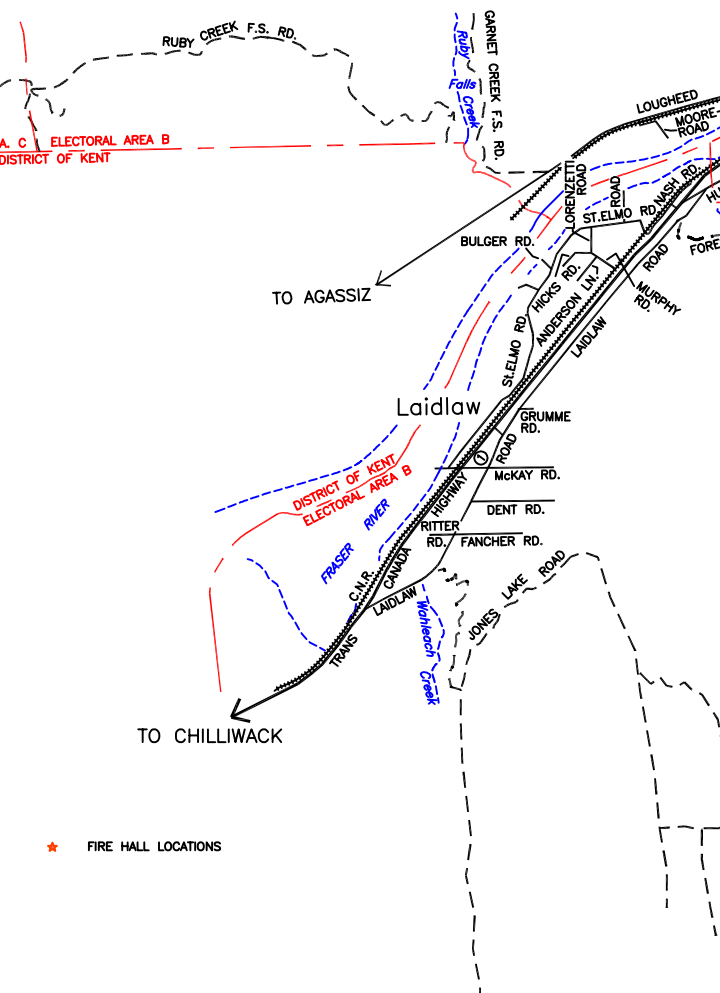 RUBY CREEK F.S. RD.
GARNET CREEK F.S. RD.
Ruby
Falls
Creek
LOUGHEED
MOORE-
ROAD
A. C ELECTORAL AREA B
DISTRICT OF KENT
LORENZETTI
ROAD
ROAD
NASH RD.
HU
ST.ELMO RD.
BULGER RD.
FORE
ROAD
HICKS RD.
ANDERSON LN.
MURPHY
RD.
TO AGASSIZ
LAIDLAW
St.ELMO RD.
Laidlaw
GRUMME
RD.
ROAD
1
McKAY RD.
DISTRICT OF KENT
ELECTORAL AREA B
HIGHWAY
DENT RD.
FRASER RIVER
RITTER
RD.
FANCHER RD.
CANADA
C.N.R.
LAIDLAW
JONES LAKE ROAD
Wahleach
Creek
TRANS
TO CHILLIWACK
FIRE HALL LOCATIONS